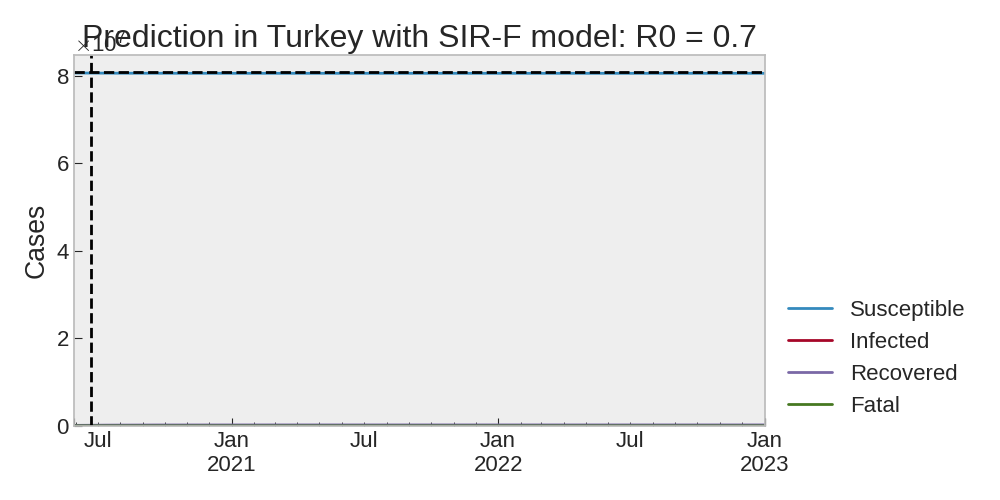 Prediction in Turkey with SIR-F model: R0 = 0.7
8
6
4
2
0
Cases
Jul
Jan
2021
Jul
Jan
2022
Jul
Jan
2023
Susceptible
Infected
Recovered
Fatal